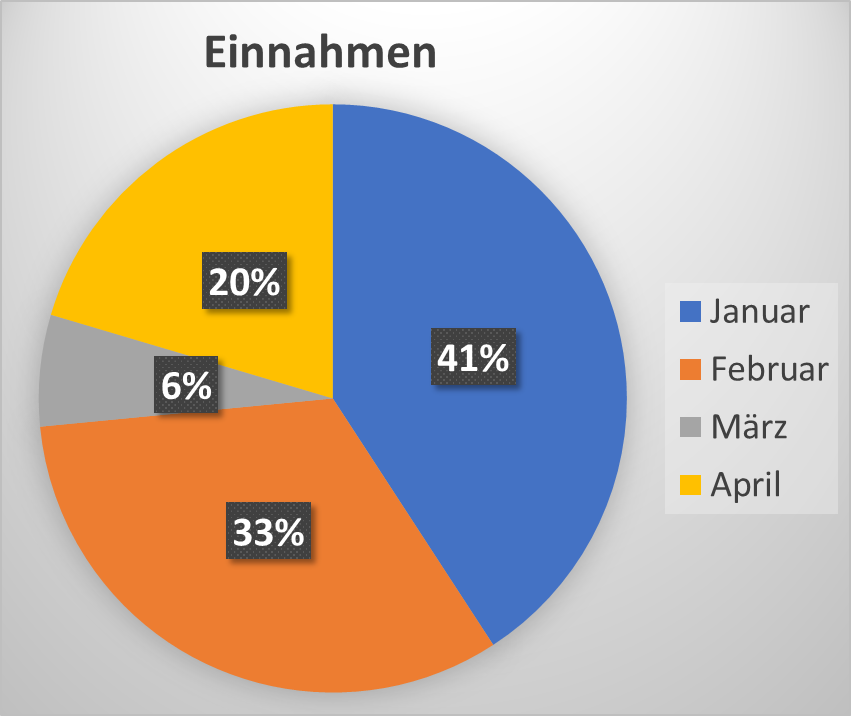 Einnahmen
20%
41%
6%
33%
Januar
Februar
März
April